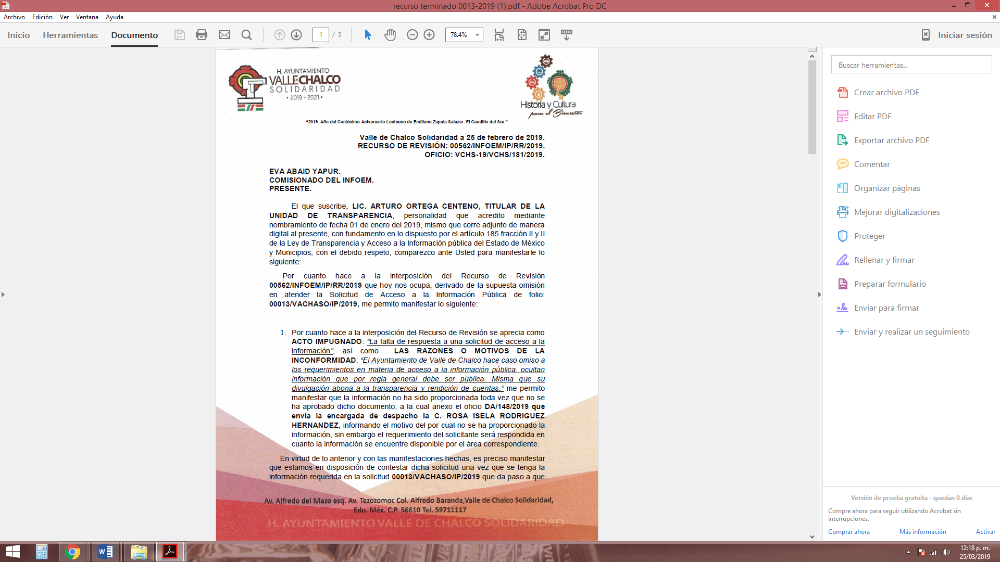 recurso terminado 0013-2019 (1).pdf - Adobe Acrobat Pro DC
Archivo Edición Ver Ventana Ayuda
Inicio Herramientas Documento 1 / 5 78.4% Iniciar sesión
H. AYUNTAMIENTO
VALLE DE CHALCO
SOLIDARIDAD
• 2019 - 2021 •
Historia y Cultura
para el Bienestar
“2019. Año del Centésimo Aniversario Luctuoso de Emiliano Zapata Salazar. El Caudillo del Sur.”
Valle de Chalco Solidaridad a 25 de febrero de 2019.
RECURSO DE REVISIÓN: 00562/INFOEM/IP/RR/2019.
OFICIO: VCHS-19/VCHS/181/2019.
EVA ABAID YAPUR.
COMISIONADO DEL INFOEM.
PRESENTE.
El que suscribe, LIC. ARTURO ORTEGA CENTENO, TITULAR DE LA
UNIDAD DE TRANSPARENCIA, personalidad que acredito mediante
nombramiento de fecha 01 de enero del 2019, mismo que corre adjunto de manera
digital al presente, con fundamento en lo dispuesto por el artículo 185 fracción II y II
de la Ley de Transparencia y Acceso a la Información pública del Estado de México
y Municipios, con el debido respeto, comparezco ante Usted para manifestarle lo
siguiente:
Por cuanto hace a la interposición del Recurso de Revisión
00562/INFOEM/IP/RR/2019 que hoy nos ocupa, derivado de la supuesta omisión
en atender la Solicitud de Acceso a la Información Pública de folio:
00013/VACHASO/IP/2019, me permito manifestar lo siguiente:
1. Por cuanto hace a la interposición del Recurso de Revisión se aprecia como
ACTO IMPUGNADO: “La falta de respuesta a una solicitud de acceso a la
información”, así como LAS RAZONES O MOTIVOS DE LA
INCONFORMIDAD: “El Ayuntamiento de Valle de Chalco hace caso omiso a
los requerimientos en materia de acceso a la información pública. ocultan
información que por regla general debe ser pública. Misma que su
divulgación abona a la transparencia y rendición de cuentas.” me permito
manifestar que la información no ha sido proporcionada toda vez que no se
ha aprobado dicho documento, a la cual anexo el oficio DA/148/2019 que
envía la encargada de despacho la C. ROSA ISELA RODRIGUEZ
HERNANDEZ, informando el motivo del por cual no se ha proporcionado la
información, sin embargo el requerimiento del solicitante será respondida en
cuanto la información se encuentre disponible por el área correspondiente.
En virtud de lo anterior y con las manifestaciones hechas, es preciso manifestar
que estamos en disposición de contestar dicha solicitud una vez que se tenga la
información requerida en la solicitud 00013/VACHASO/IP/2019 que da paso a que
Av. Alfredo del Mazo esq. Av. Tezozomoc Col. Alfredo Baranda,Valle de Chalco Solidaridad,
Edo. Méx. C.P. 56610 Tel. 59711117
H. AYUNTAMIENTO VALLE DE CHALCO SOLIDARIDAD
Buscar herramientas...
Crear archivo PDF
Editar PDF
Exportar archivo PDF
Comentar
Organizar páginas
Mejorar digitalizaciones
Proteger
Rellenar y firmar
Preparar formulario
Enviar para firmar
Enviar y realizar un seguimiento
Versión de prueba gratuita - quedan 0 días
Compre ahora para seguir utilizando Acrobat sin
interrupciones.
Comprar ahora Más información Activar
12:18 p. m.
25/03/2019